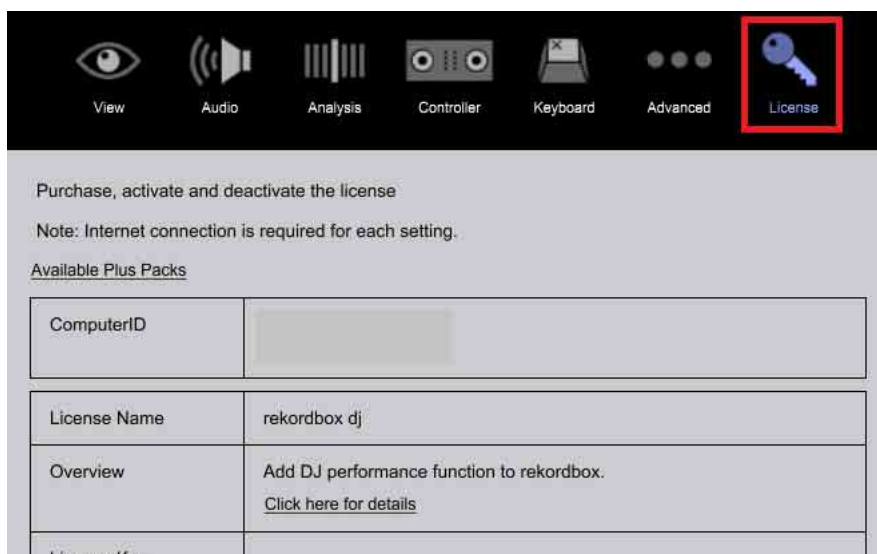 View Audio Analysis Controller Keyboard Advanced License
Purchase, activate and deactivate the license
Note: Internet connection is required for each setting.
Available Plus Packs
ComputerID
License Name rekordbox dj
Overview Add DJ performance function to rekordbox.
Click here for details